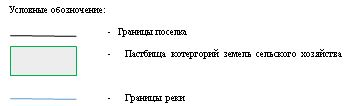 Условные обозначение:
- Границы поселка
- Пастбища котергорий земель сельского хозяйства
- Границы реки